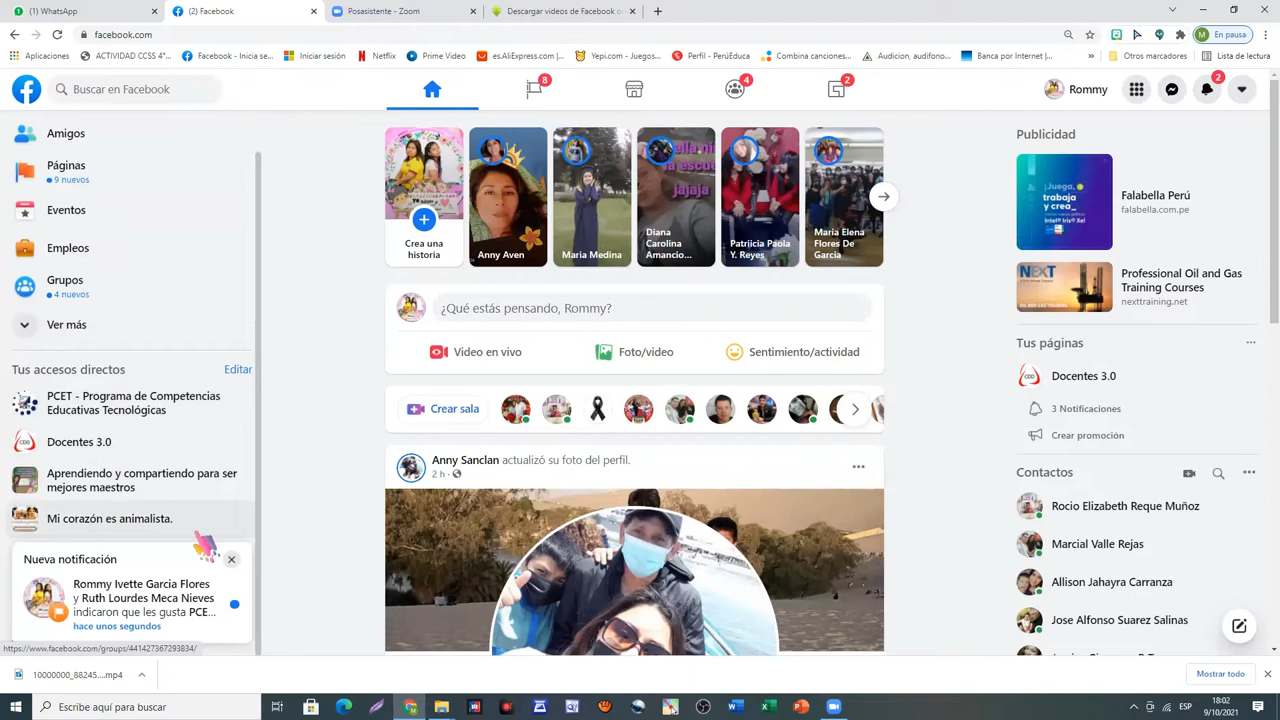 (1) WhatsApp
(2) Facebook
Posasistente - Zoom
Descargar videos de Facebook o
facebook.com
En pausa
Aplicaciones
ACTIVIDAD CCSS 4°...
Facebook - Inicia se...
Iniciar sesión
Netflix
Prime Video
es.AliExpress.com|...
Yepi.com - Juegos...
Perfil - PerúEduca
Combina canciones...
Audicion, audifono...
Banca por Internet |...
Otros marcadores
Lista de lectura
Buscar en Facebook
8
4
2
Rommy
2
Amigos
Páginas
9 nuevos
Eventos
Empleos
Grupos
4 nuevos
Ver más
Tus accesos directos
Editar
PCET - Programa de Competencias
Educativas Tecnológicas
Docentes 3.0
Aprendiendo y compartiendo para ser
mejores maestros
Mi corazón es animalista.
Nueva notificación
Rommy Ivette Garcia Flores
y Ruth Lourdes Meca Nieves
indicaron que les gusta PCE...
hace unos segundos
https://www.facebook.com/groups/441427367293834/
Crea una
historia
Anny Aven
Maria Medina
la escue
jajaja
Diana
Carolina
Amancio...
Patriicia Paola
Y. Reyes
Maria Elena
Flores De
Garcia
¿Qué estás pensando, Rommy?
Video en vivo
Foto/video
Sentimiento/actividad
Crear sala
Anny Sanclan actualizó su foto del perfil.
2 h
Publicidad
¡Juega,
trabaja
y crea
Falabella Perú
falabella.com.pe
NEXT
Professional Oil and Gas
Training Courses
nexttraining.net
Tus páginas
Docentes 3.0
3 Notificaciones
Crear promoción
Contactos
Rocio Elizabeth Reque Muñoz
Marcial Valle Rejas
Allison Jahayra Carranza
Jose Alfonso Suarez Salinas
10000000_88245....mp4
Mostrar todo
Escribe aquí para buscar
ESP
18:02
9/10/2021